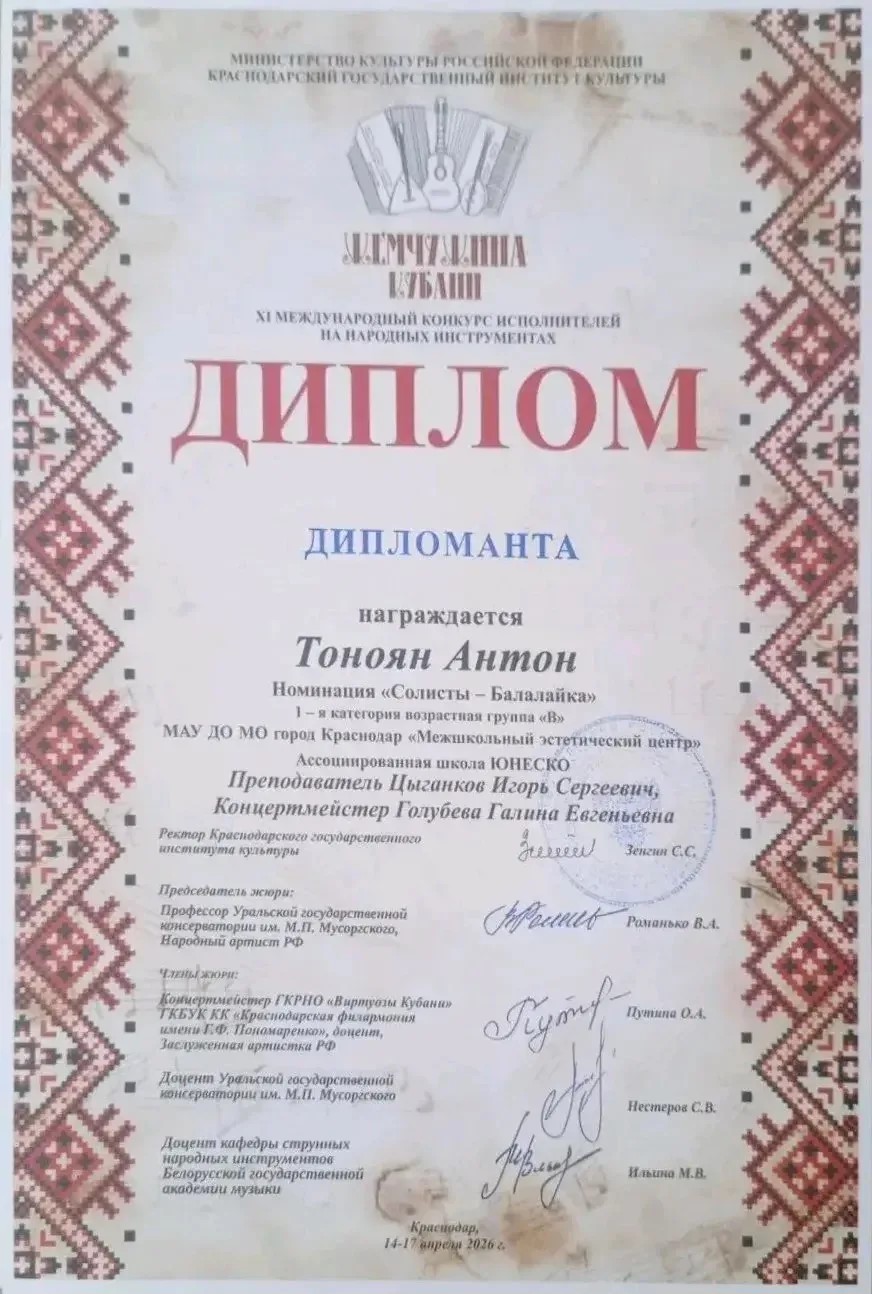 МИНИСТЕРСТВО КУЛЬТУРЫ РОССИЙСКОЙ ФЕДЕРАЦИИ
КРАСНОДАРСКИЙ ГОСУДАРСТВЕННЫЙ ИНСТИТУТ КУЛЬТУРЫ
ЖЕМЧУЖИНА
КУБАНИ
XI МЕЖДУНАРОДНЫЙ КОНКУРС ИСПОЛНИТЕЛЕЙ
НА НАРОДНЫХ ИНСТРУМЕНТАХ
ДИПЛОМ
ДИПЛОМАНТА
награждается
Тоноян Антон
Номинация «Солисты – Балалайка»
1 – я категория возрастная группа «В»
МАУ ДО МО город Краснодар «Межшкольный эстетический центр»
Ассоциированная школа ЮНЕСКО
Преподаватель Цыганков Игорь Сергеевич,
Концертмейстер Голубева Галина Евгеньевна
Ректор Краснодарского государственного
института культуры
Зенгин С.С.
Председатель жюри:
Профессор Уральской государственной
консерватории им. М.П. Мусоргского,
Народный артист РФ
Романько В.А.
Члены жюри:
Концертмейстер ГКРНО «Виртуозы Кубани»
ГКБУК КК «Краснодарская филармония
имени Г.Ф. Пономаренко», доцент,
Заслуженная артистка РФ
Путина О.А.
Доцент Уральской государственной
консерватории им. М.П. Мусоргского
Нестеров С.В.
Доцент кафедры струнных
народных инструментов
Белорусской государственной
академии музыки
Ильина М.В.
Краснодар,
14-17 апреля 2026 г.